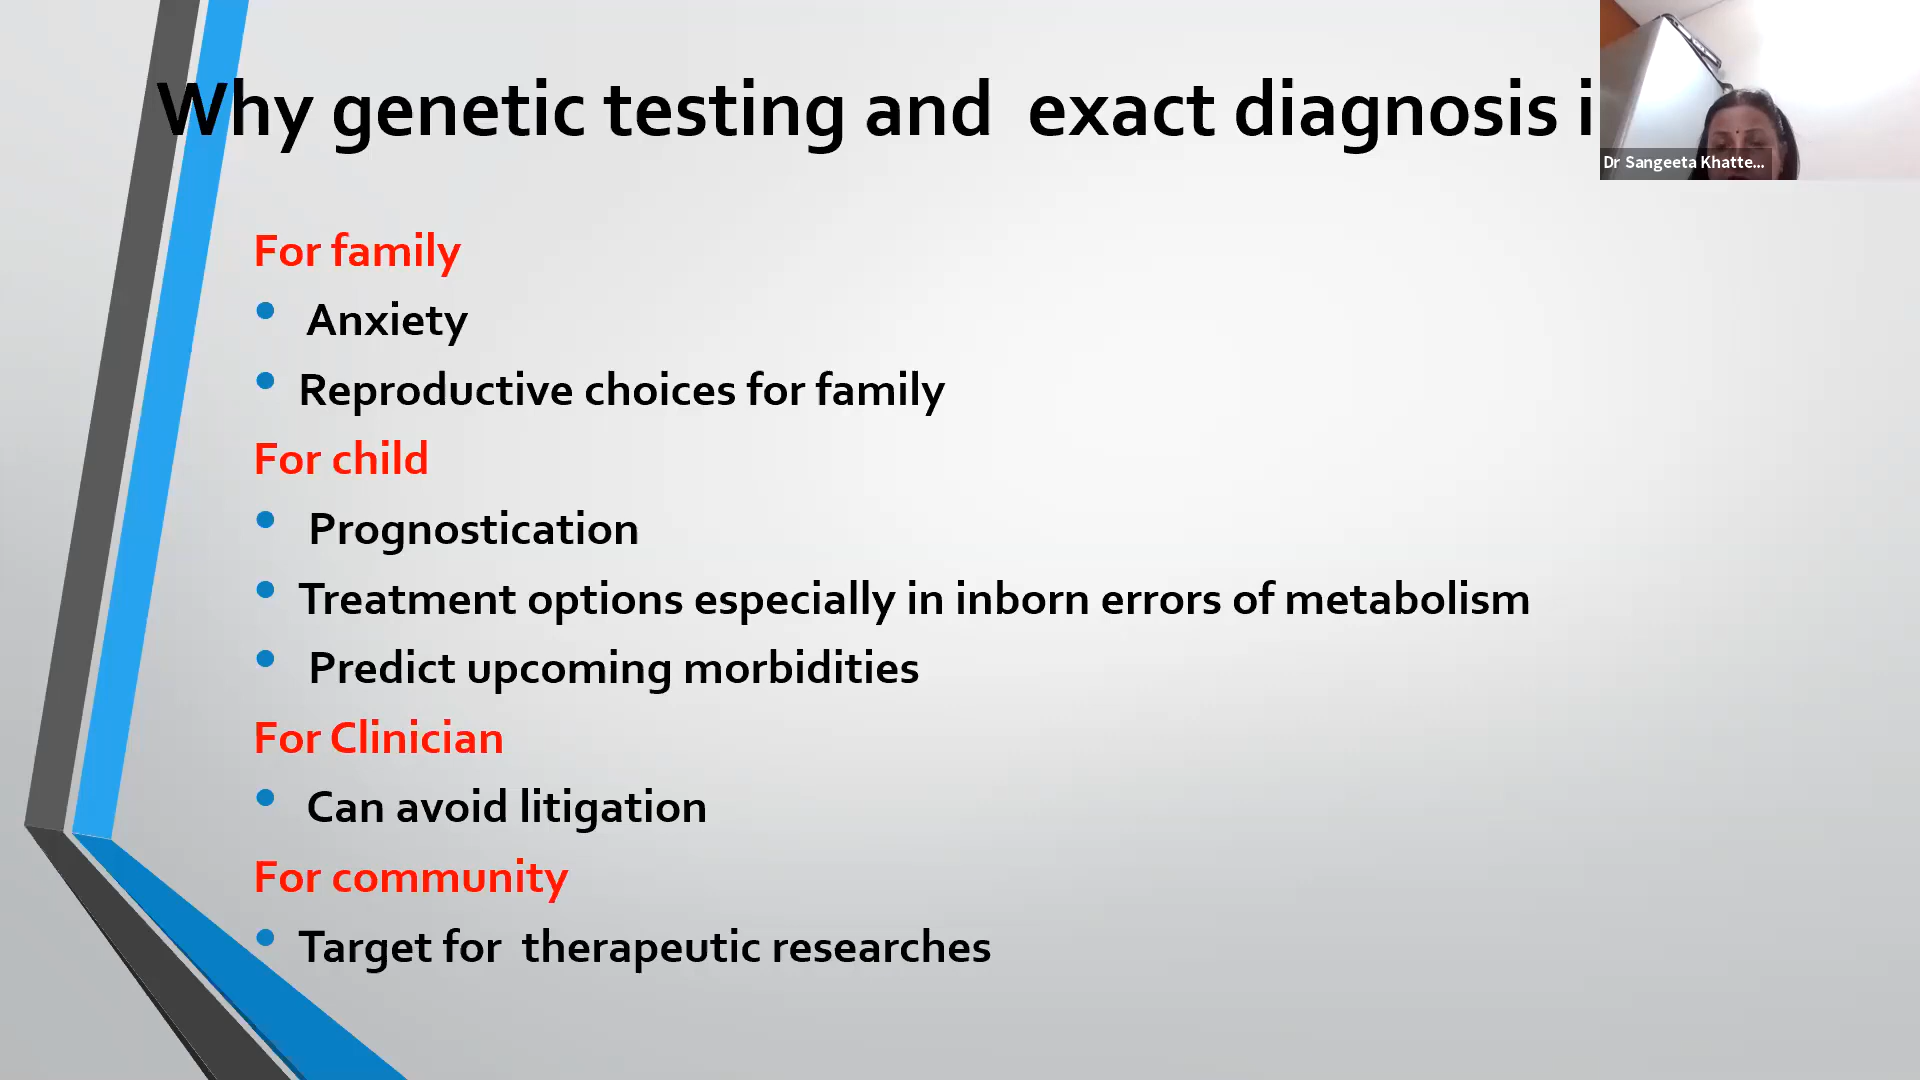 Why genetic testing and exact diagnosis i
Dr Sangeeta Khatte...
For family
• Anxiety
• Reproductive choices for family
For child
• Prognostication
• Treatment options especially in inborn errors of metabolism
• Predict upcoming morbidities
For Clinician
• Can avoid litigation
For community
• Target for therapeutic researches